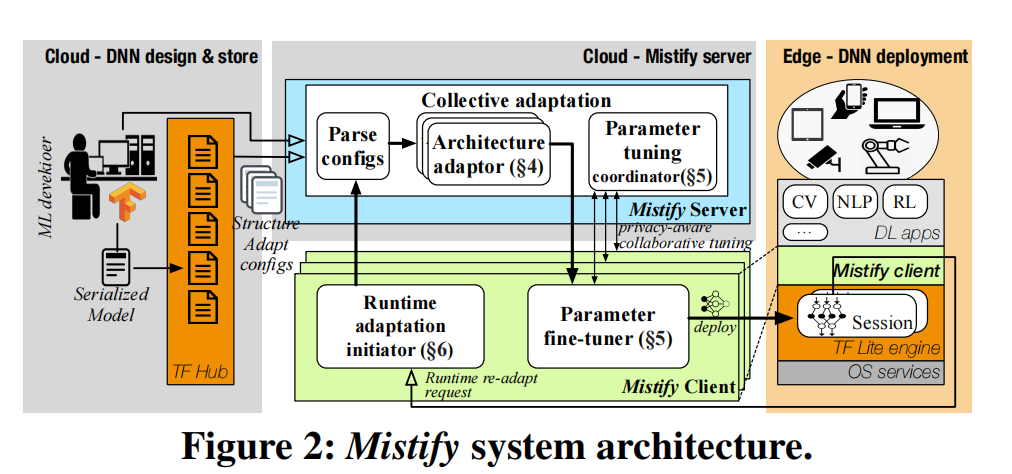 Cloud - DNN design & store
Cloud - Mistify server
Edge - DNN deployment
ML devekioer
Serialized
Model
TF Hub
Structure
Adapt
configs
Collective adaptation
Parse
configs
Architecture
adaptor (§4)
Parameter
tuning
coordinator(§5)
Mistify Server
privacy-aware
collaborative tuning
Runtime
adaptation
initiator (§6)
Parameter
fine-tuner (§5)
deploy
Runtime re-adapt
request
Mistify Client
CV
NLP
RL
...
DL apps
Mistify client
Session
TF Lite engine
OS services
Figure 2: Mistify system architecture.